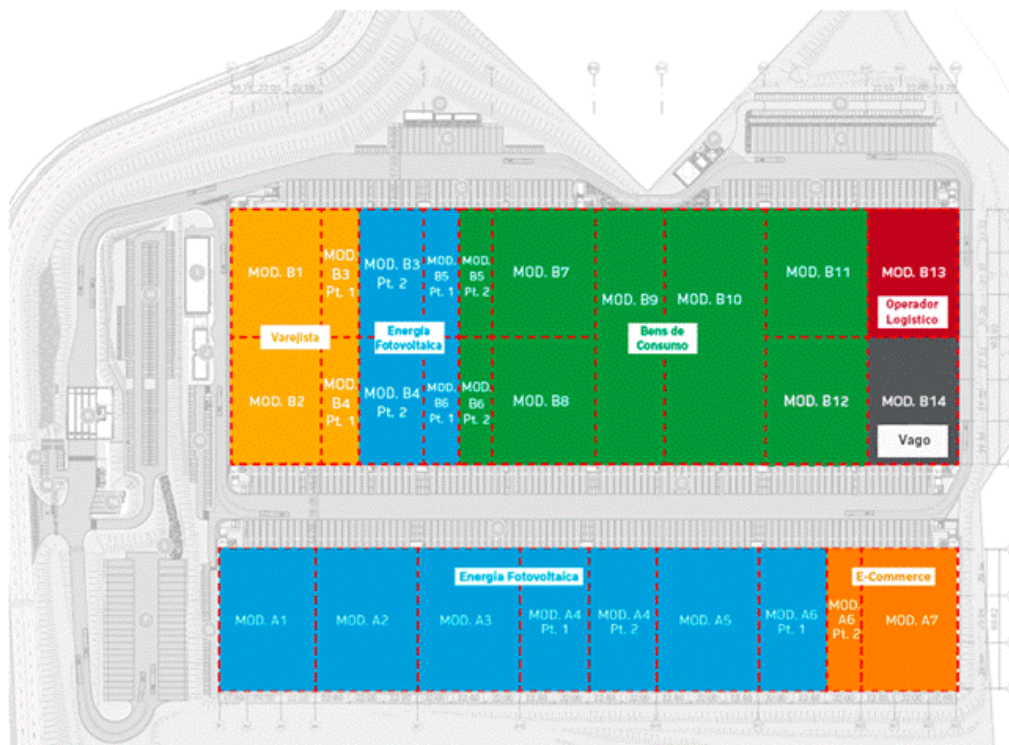 MOD. B1
MOD.
B3
Pt. 1
MOD. B3
Pt. 2
MOD.
B5
Pt. 1
MOD.
B5
Pt. 2
MOD. B7
MOD. B9
MOD. B10
MOD. B11
MOD. B13
Operador
Logístico
Varejista
Energia
Fotovoltaica
Bens de
Consumo
MOD. B2
MOD.
B4
Pt. 1
MOD. B4
Pt. 2
MOD.
B6
Pt. 1
MOD.
B6
Pt. 2
MOD. B8
MOD. B12
MOD. B14
Vago
Energia Fotovoltaica
E-Commerce
MOD. A1
MOD. A2
MOD. A3
MOD. A4
Pt. 1
MOD. A4
Pt. 2
MOD. A5
MOD. A6
Pt. 1
MOD.
A6
Pt. 2
MOD. A7